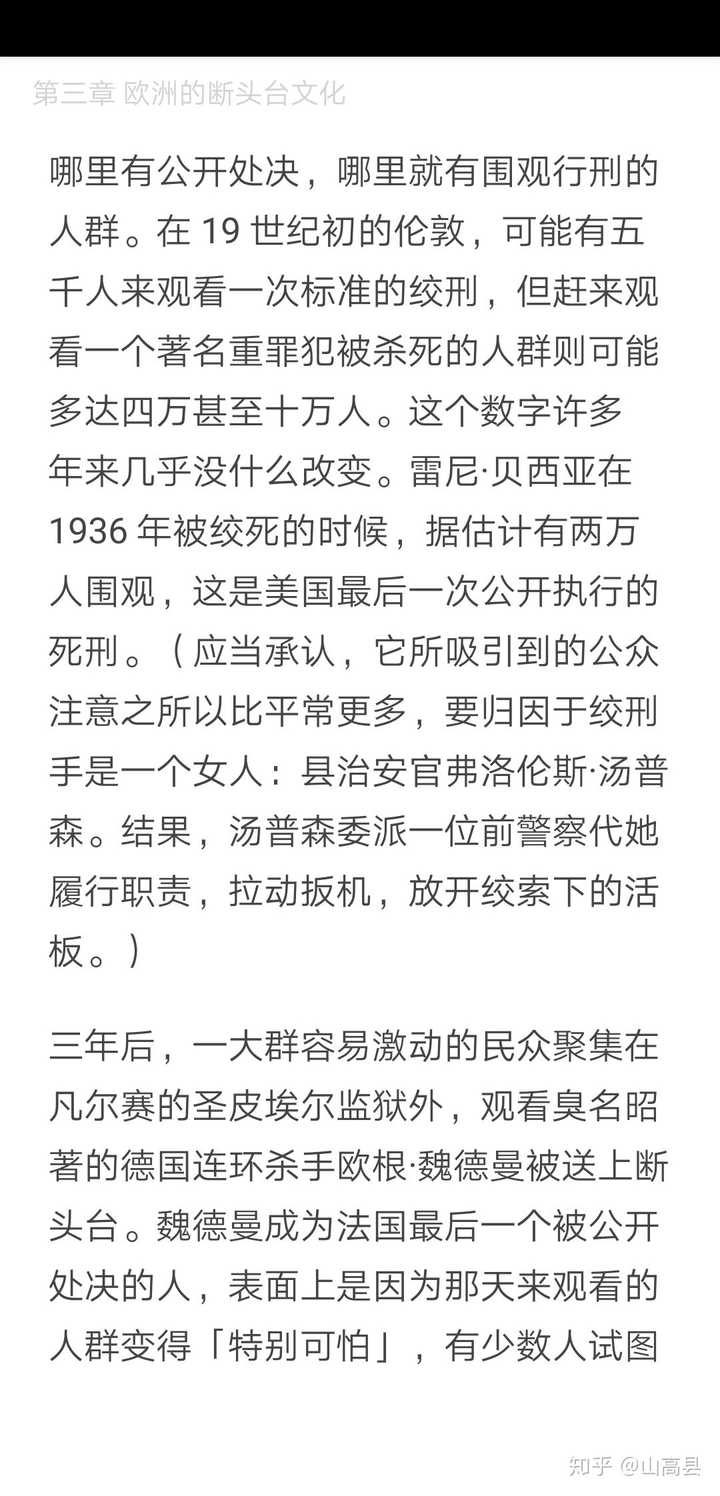 第三章 欧洲的断头台文化
哪里有公开处决，哪里就有围观行刑的
人群。在 19 世纪初的伦敦，可能有五
千人来观看一次标准的绞刑，但赶来观
看一个著名重罪犯被杀死的人群则可能
多达四万甚至十万人。这个数字许多
年来几乎没什么改变。雷尼·贝西亚在
1936 年被绞死的时候，据估计有两万
人围观，这是美国最后一次公开执行的
死刑。（应当承认，它所吸引到的公众
注意之所以比平常更多，要归因于绞刑
手是一个女人：县治安官弗洛伦斯·汤普
森。结果，汤普森委派一位前警察代她
履行职责，拉动扳机，放开绞索下的活
板。）
三年后，一大群容易激动的民众聚集在
凡尔赛的圣皮埃尔监狱外，观看臭名昭
著的德国连环杀手欧根·魏德曼被送上断
头台。魏德曼成为法国最后一个被公开
处决的人，表面上是因为那天来观看的
人群变得「特别可怕」，有少数人试图
知乎 @山高县